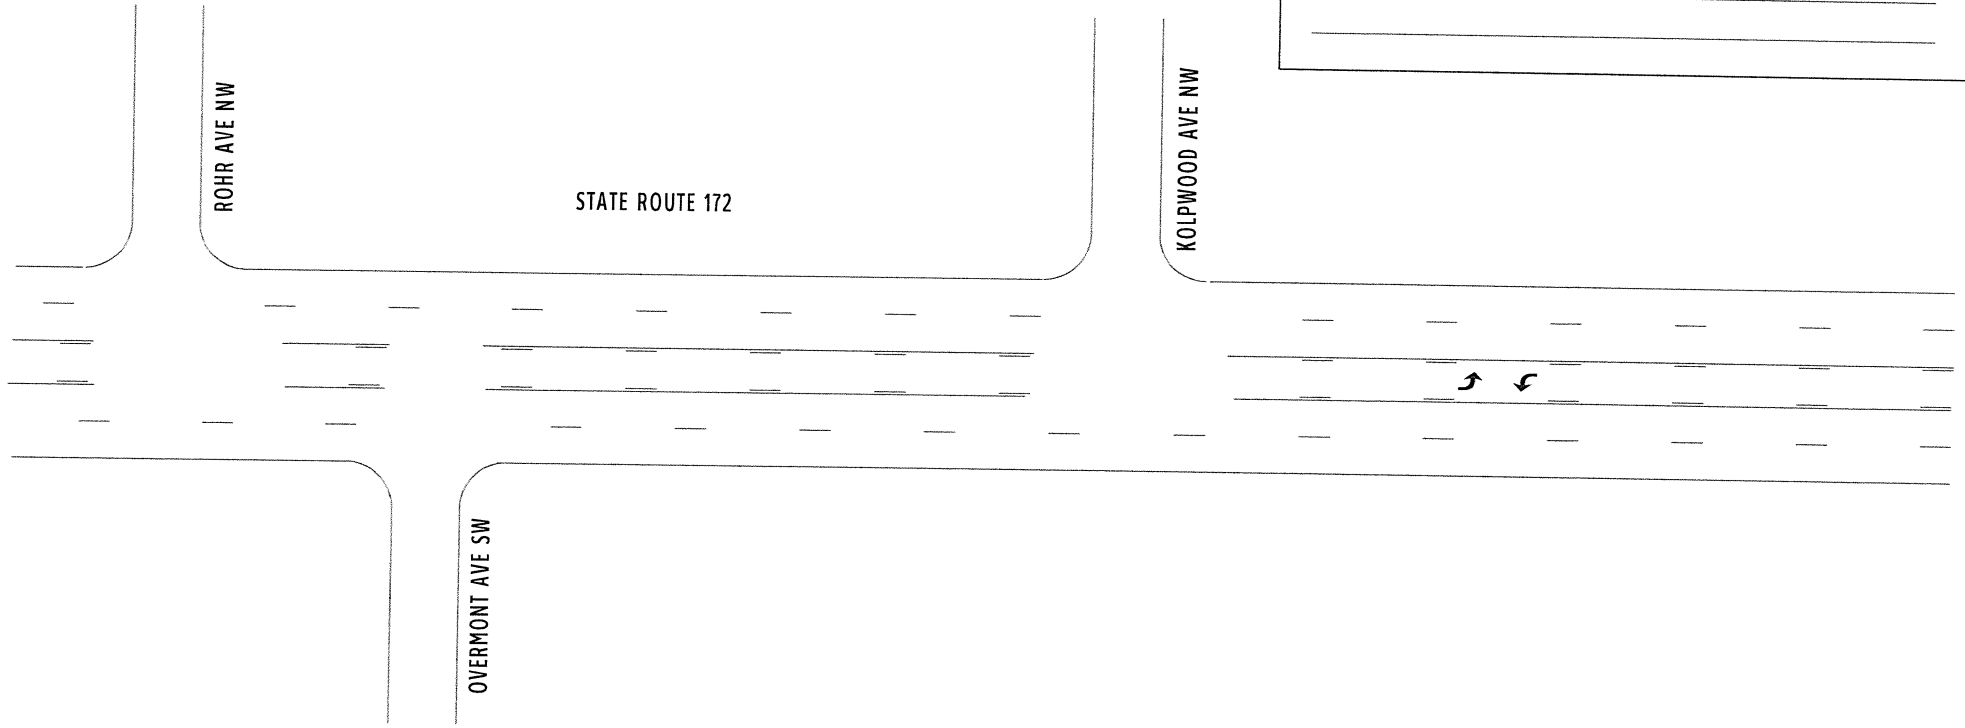 ROHR AVE NW
STATE ROUTE 172
KOLPWOOD AVE NW
OVERMONT AVE SW